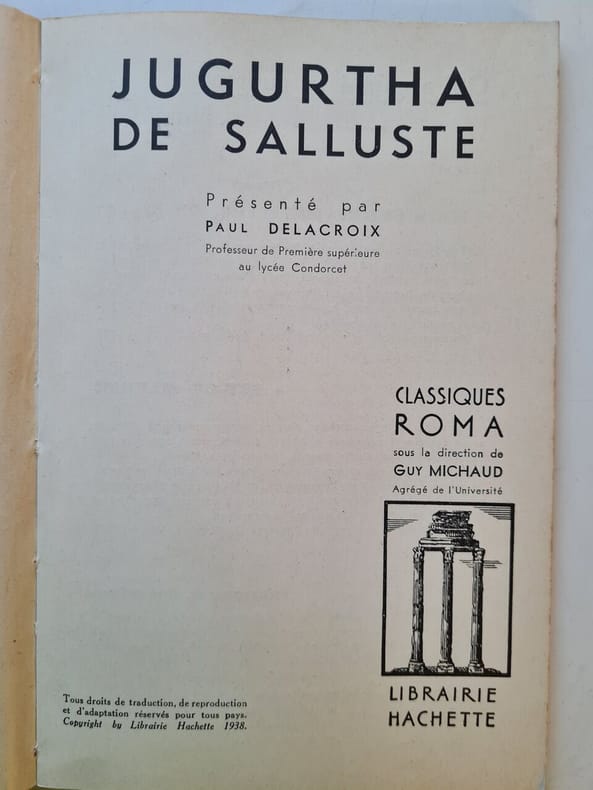 JUGURTHA
DE SALLUSTE
Présenté par
PAUL DELACROIX
Professeur de Première supérieure
au lycée Condorcet
CLASSIQUES
ROMA
sous la direction de
GUY MICHAUD
Agrégé de l'Université
LIBRAIRIE
HACHETTE
Tous droits de traduction, de reproduction
et d'adaptation réservés pour tous pays.
Copyright by Librairie Hachette 1938.